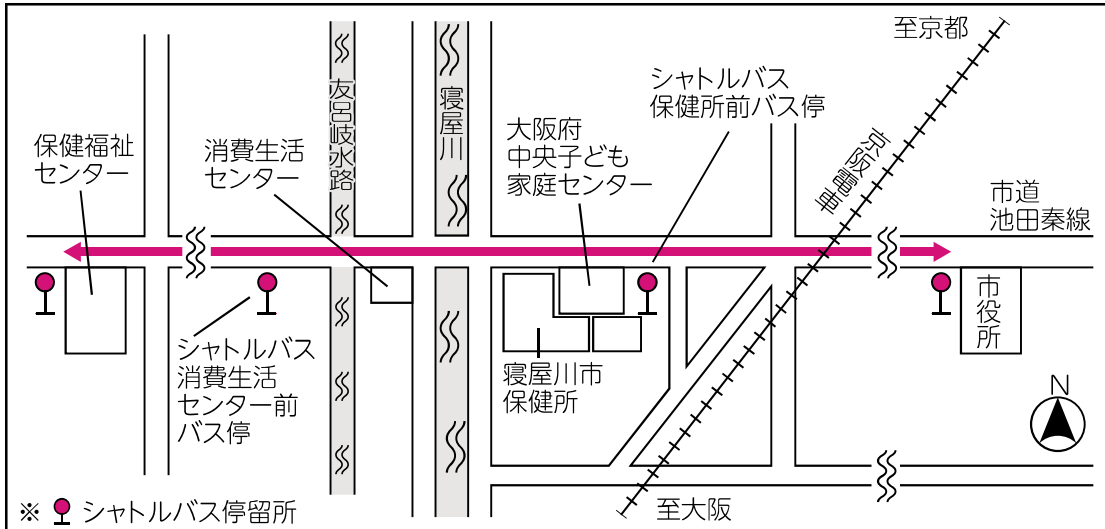 至京都
シャトルバス
保健所前バス停
友呂岐水路
寝屋川
大阪府
中央子ども
家庭センター
保健福祉
センター
消費生活
センター
京阪電車
市道
池田秦線
市役所
シャトルバス
消費生活
センター前
バス停
寝屋川市
保健所
N
至大阪
※ シャトルバス停留所